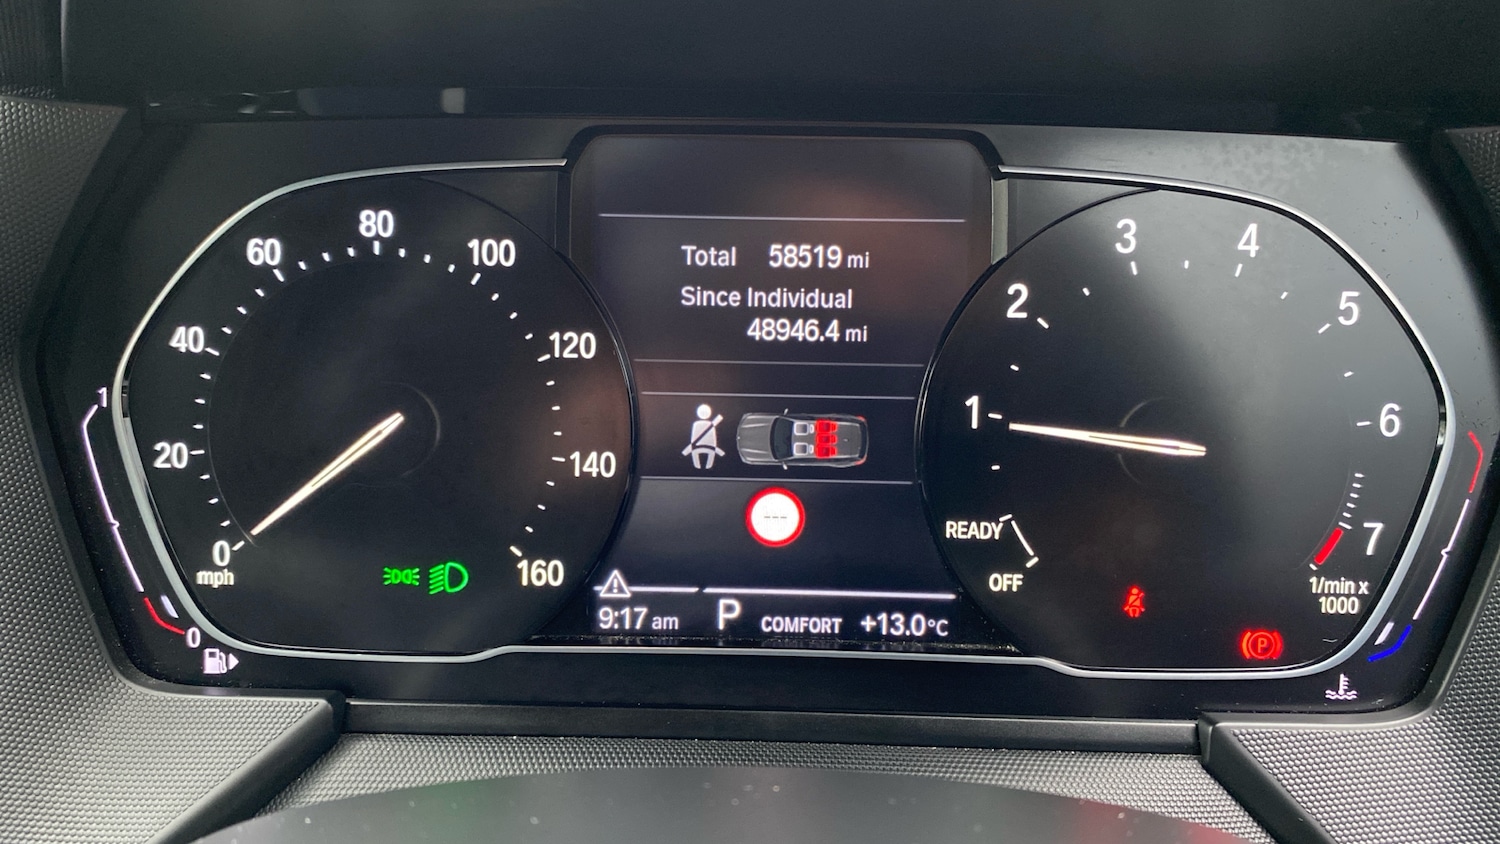 Total 58519 mi
Since Individual
48946.4 mi
0
20
40
60
80
100
120
140
160
mph
1
0
---
9:17 am P COMFORT +13.0°C
1
2
3
4
5
6
7
READY
OFF
1/min x
1000
P